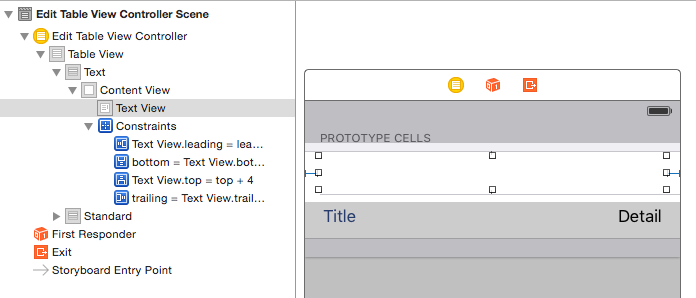 Edit Table View Controller Scene
Edit Table View Controller
Table View
Text
Content View
Text View
Constraints
Text View.leading = lea...
bottom = Text View.bot...
Text View.top = top + 4
trailing = Text View.trail...
Standard
First Responder
Exit
Storyboard Entry Point
PROTOTYPE CELLS
Title Detail